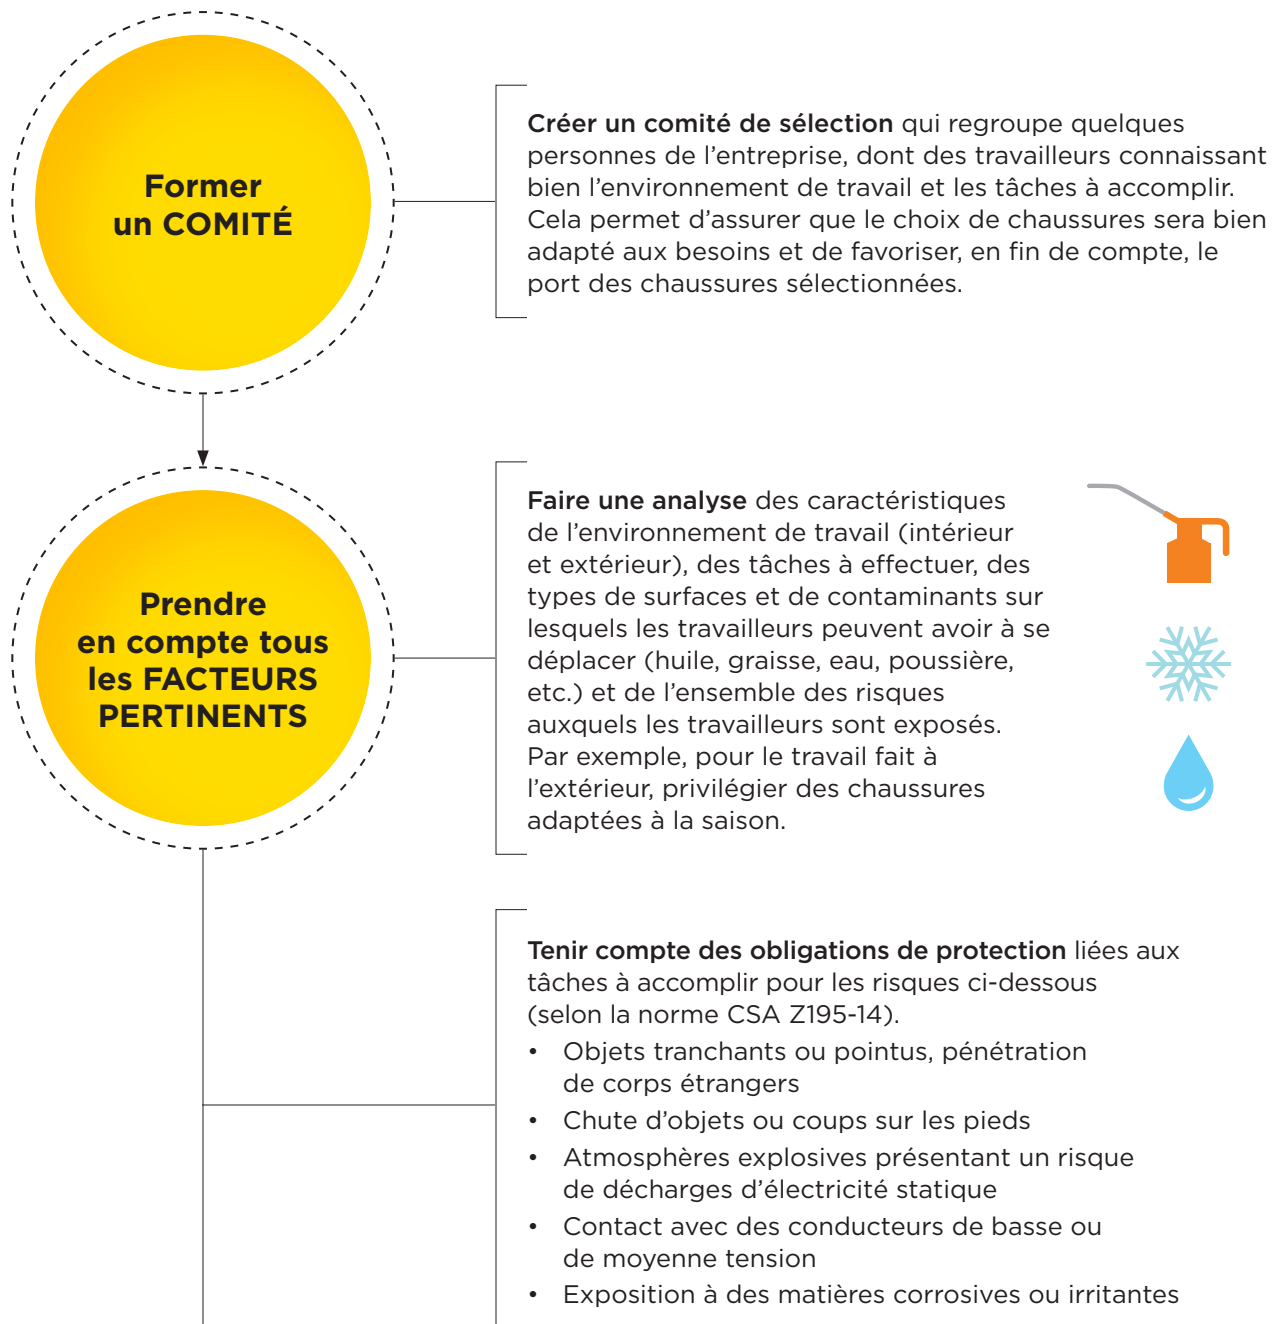 Former
un COMITÉ
Créer un comité de sélection qui regroupe quelques
personnes de l’entreprise, dont des travailleurs connaissant
bien l’environnement de travail et les tâches à accomplir.
Cela permet d’assurer que le choix de chaussures sera bien
adapté aux besoins et de favoriser, en fin de compte, le
port des chaussures sélectionnées.
Prendre
en compte tous
les FACTEURS
PERTINENTS
Faire une analyse des caractéristiques
de l’environnement de travail (intérieur
et extérieur), des tâches à effectuer, des
types de surfaces et de contaminants sur
lesquels les travailleurs peuvent avoir à se
déplacer (huile, graisse, eau, poussière,
etc.) et de l’ensemble des risques
auxquels les travailleurs sont exposés.
Par exemple, pour le travail fait à
l’extérieur, privilégier des chaussures
adaptées à la saison.
Tenir compte des obligations de protection liées aux
tâches à accomplir pour les risques ci-dessous
(selon la norme CSA Z195-14).
• Objets tranchants ou pointus, pénétration
de corps étrangers
• Chute d’objets ou coups sur les pieds
• Atmosphères explosives présentant un risque
de décharges d’électricité statique
• Contact avec des conducteurs de basse ou
de moyenne tension
• Exposition à des matières corrosives ou irritantes